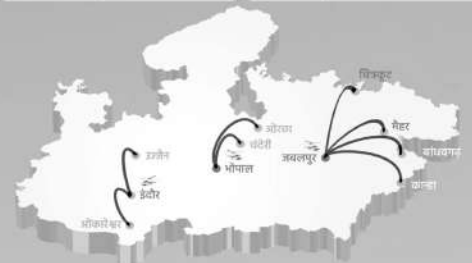 चित्रकूट
ओरछा
मैहर
चंदेरी
बांधवगढ़
उज्जैन
भोपाल
जबलपुर
कान्हा
इंदौर
ओंकारेश्वर